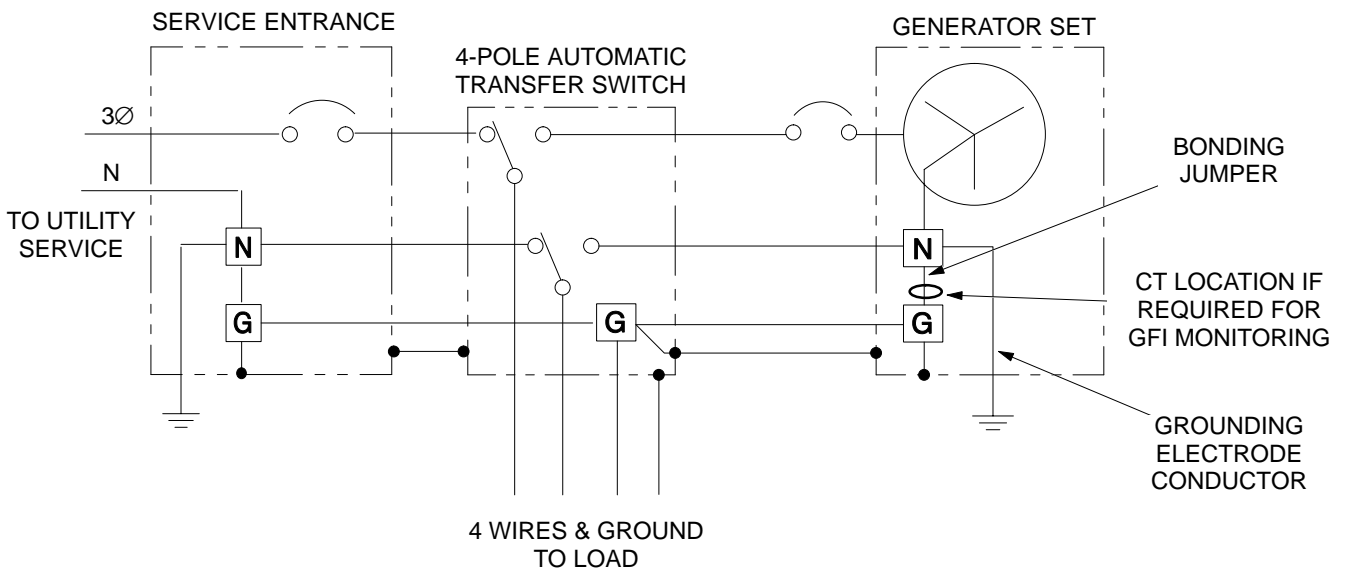 SERVICE ENTRANCE
4-POLE AUTOMATIC
TRANSFER SWITCH
GENERATOR SET
3∅
N
TO UTILITY
SERVICE
N
G
G
N
G
BONDING
JUMPER
CT LOCATION IF
REQUIRED FOR
GFI MONITORING
GROUNDING
ELECTRODE
CONDUCTOR
4 WIRES & GROUND
TO LOAD